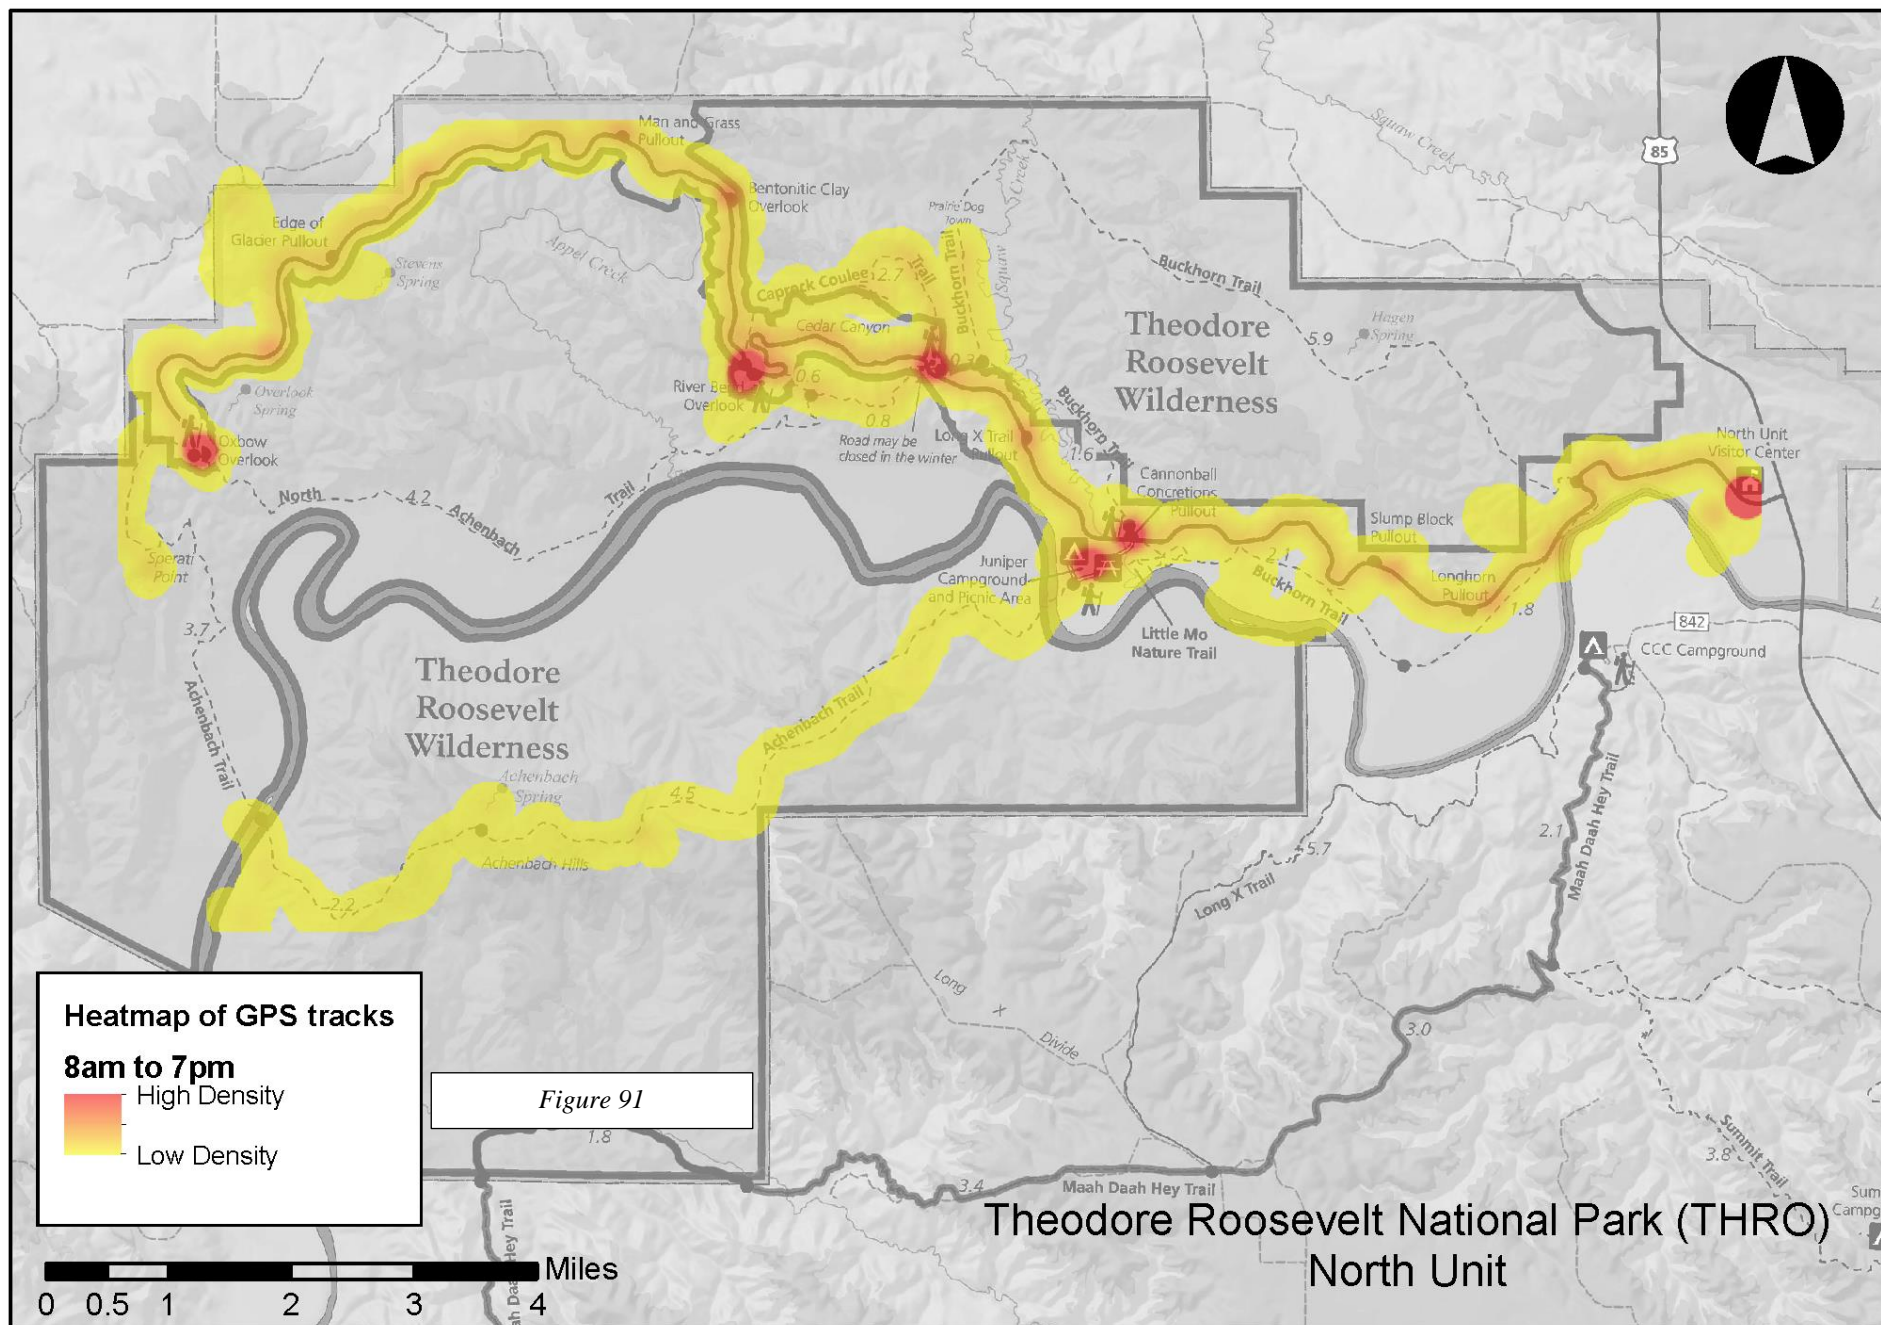 Man and Grass
Pullout
Squaw Creek
85
Bentonitic Clay
Overlook
Prairie Dog
Town
Squaw
Creek
Edge of
Glacier Pullout
Stevens
Spring
Appel Creek
Caprock Coulee
Trail
2.7
Buckhorn Trail
Buckhorn Trail
5.9
Hagen
Spring
Cedar Canyon
0.3
Theodore
Roosevelt
Wilderness
River Bend
Overlook
0.6
0.8
Overlook
Spring
Oxbow
Overlook
Road may be
closed in the winter
Long X Trail
Pullout
Buckhorn Trail
1.6
North Unit
Visitor Center
Cannonball
Concretions
Pullout
North
4.2
Achenbach
Trail
Slump Block
Pullout
Sperati
Point
Juniper
Campground
and Picnic Area
2.1
Buckhorn Trail
Longhorn
Pullout
1.8
842
CCC Campground
Little Mo
Nature Trail
3.7
Achenbach Trail
Theodore
Roosevelt
Wilderness
Achenbach Trail
Achenbach
Spring
4.5
Achenbach Hills
2.2
Maah Daah Hey Trail
2.1
5.7
Long X Trail
Long
X
Divide
3.0
Heatmap of GPS tracks
8am to 7pm
High Density
Low Density
Figure 91
1.8
Summit Trail
3.8
3.4
Maah Daah Hey Trail
Theodore Roosevelt National Park (THRO)
North Unit
Miles
0 0.5 1 2 3 4